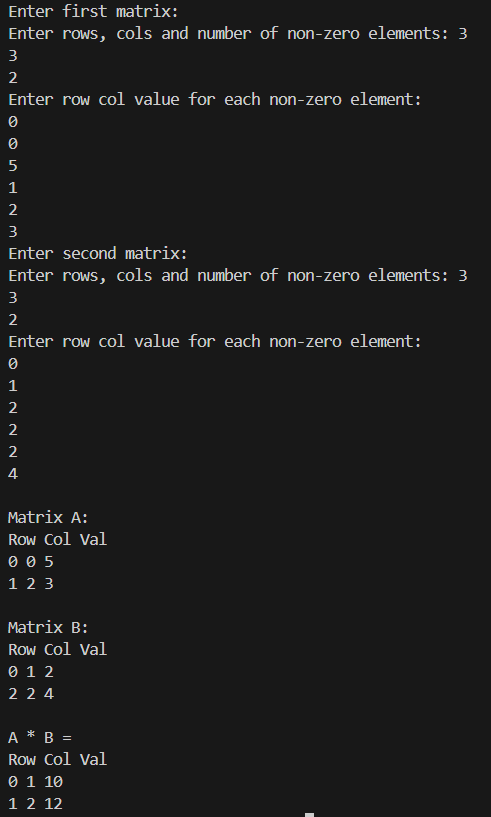 Enter first matrix:
Enter rows, cols and number of non-zero elements: 3
3
2
Enter row col value for each non-zero element:
0
0
5
1
2
3
Enter second matrix:
Enter rows, cols and number of non-zero elements: 3
3
2
Enter row col value for each non-zero element:
0
1
2
2
2
4

Matrix A:
Row Col Val
0 0 5
1 2 3

Matrix B:
Row Col Val
0 1 2
2 2 4

A * B =
Row Col Val
0 1 10
1 2 12